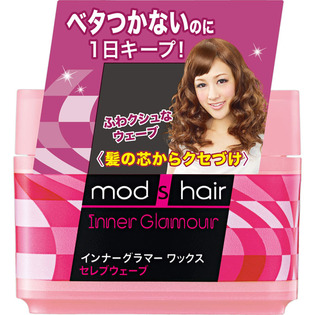 ベタつかないのに
1日キープ!
ふわクシュな
ウェーブ
《髪の芯からクセづけ》
mod s hair
Inner Glamour
インナーグラマー ワックス
セレブウェーブ